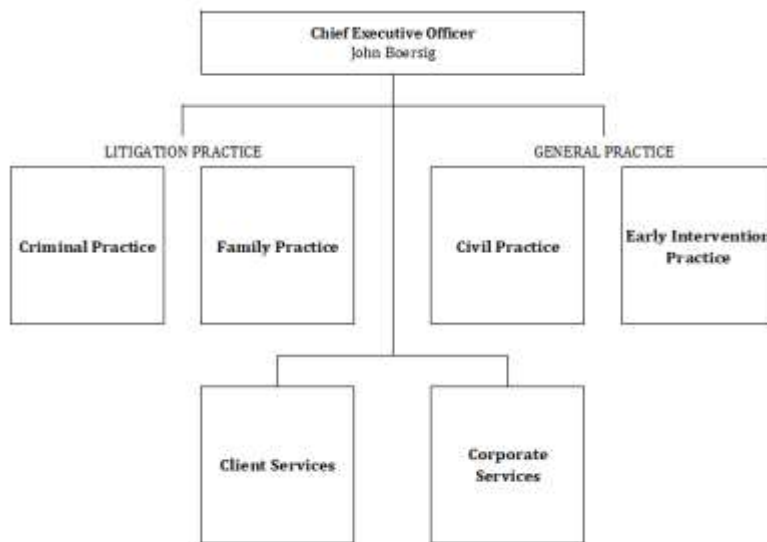 Chief Executive Officer
John Boersig
LITIGATION PRACTICE
GENERAL PRACTICE
Criminal Practice
Family Practice
Civil Practice
Early Intervention
Practice
Client Services
Corporate
Services